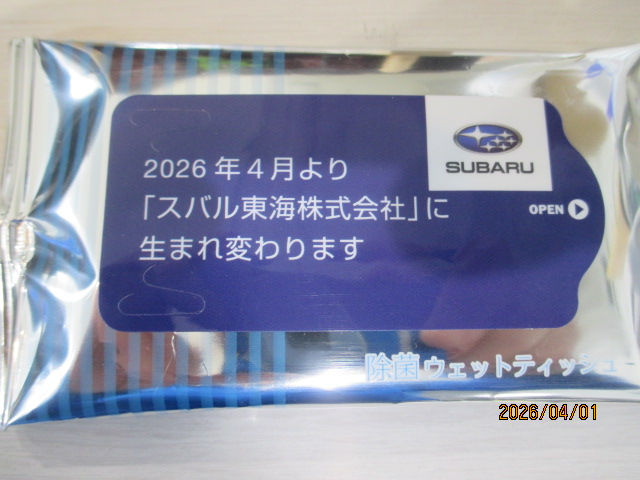 SUBARU
2026年4月より
「スバル東海株式会社」に
生まれ変わります
OPEN
除菌ウェットティッシュ
2026/04/01